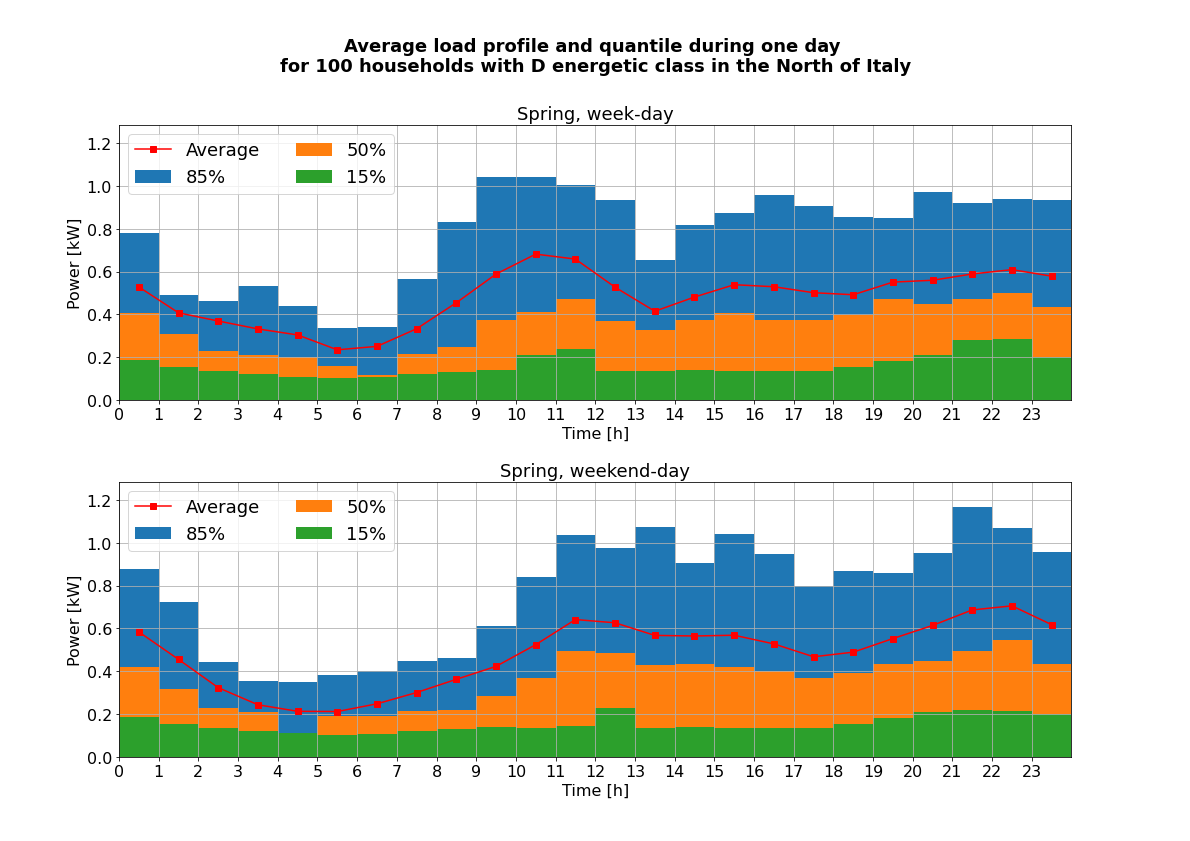 Average load profile and quantile during one day
for 100 households with D energetic class in the North of Italy
Spring, week-day
Average 50%
85% 15%
1.2
1.0
0.8
0.6
0.4
0.2
0.0
Power [kW]
0 1 2 3 4 5 6 7 8 9 10 11 12 13 14 15 16 17 18 19 20 21 22 23
Time [h]
Spring, weekend-day
Average 50%
85% 15%
1.2
1.0
0.8
0.6
0.4
0.2
0.0
Power [kW]
0 1 2 3 4 5 6 7 8 9 10 11 12 13 14 15 16 17 18 19 20 21 22 23
Time [h]